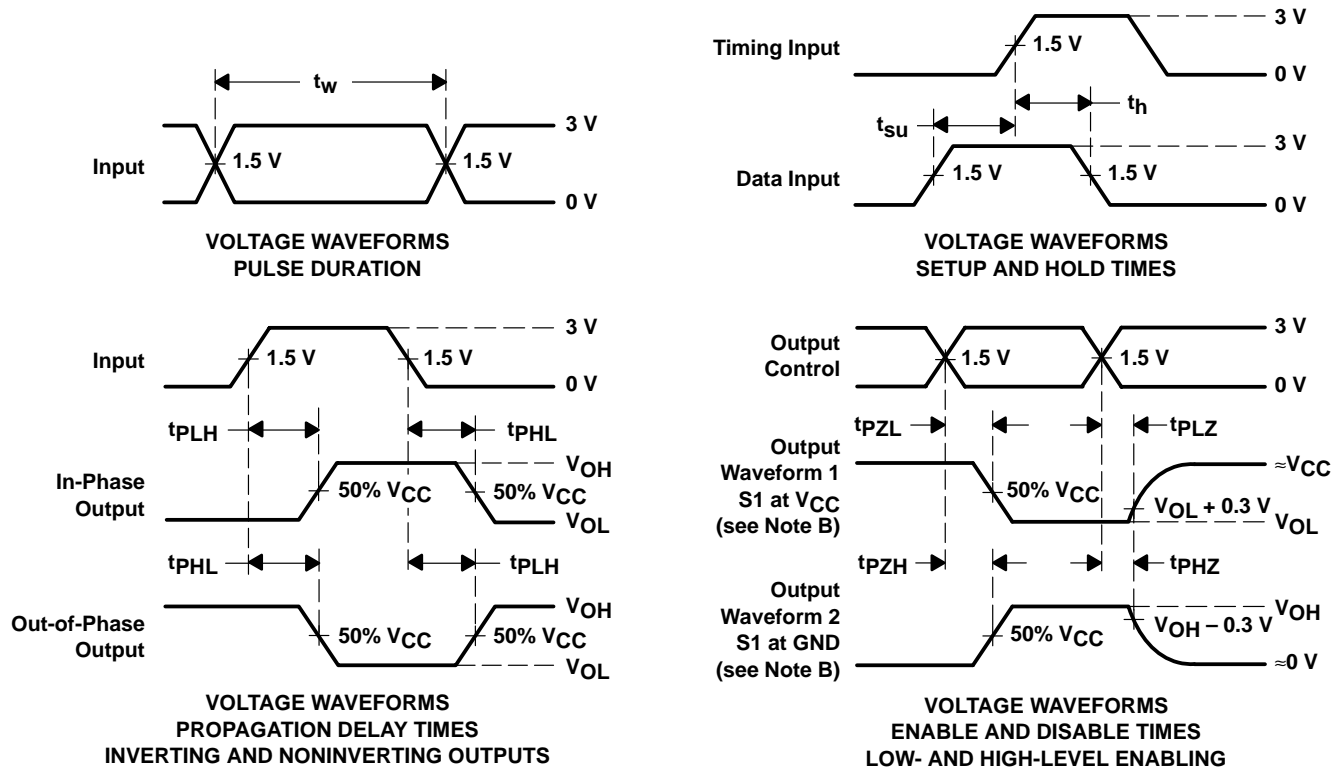 tw
3 V
Input
1.5 V
1.5 V
0 V
VOLTAGE WAVEFORMS
PULSE DURATION
3 V
Timing Input
1.5 V
0 V
th
tsu
3 V
Data Input
1.5 V
1.5 V
0 V
VOLTAGE WAVEFORMS
SETUP AND HOLD TIMES
3 V
Input
1.5 V
1.5 V
0 V
tPLH
tPHL
VOH
In-Phase
Output
50% VCC
50% VCC
VOL
tPHL
tPLH
VOH
Out-of-Phase
Output
50% VCC
50% VCC
VOL
VOLTAGE WAVEFORMS
PROPAGATION DELAY TIMES
INVERTING AND NONINVERTING OUTPUTS
3 V
Output
Control
1.5 V
1.5 V
0 V
tPZL
tPLZ
Output
Waveform 1
S1 at VCC
(see Note B)
≈VCC
50% VCC
VOL + 0.3 V
VOL
tPZH
tPHZ
Output
Waveform 2
S1 at GND
(see Note B)
VOH
50% VCC
VOH − 0.3 V
≈0 V
VOLTAGE WAVEFORMS
ENABLE AND DISABLE TIMES
LOW- AND HIGH-LEVEL ENABLING